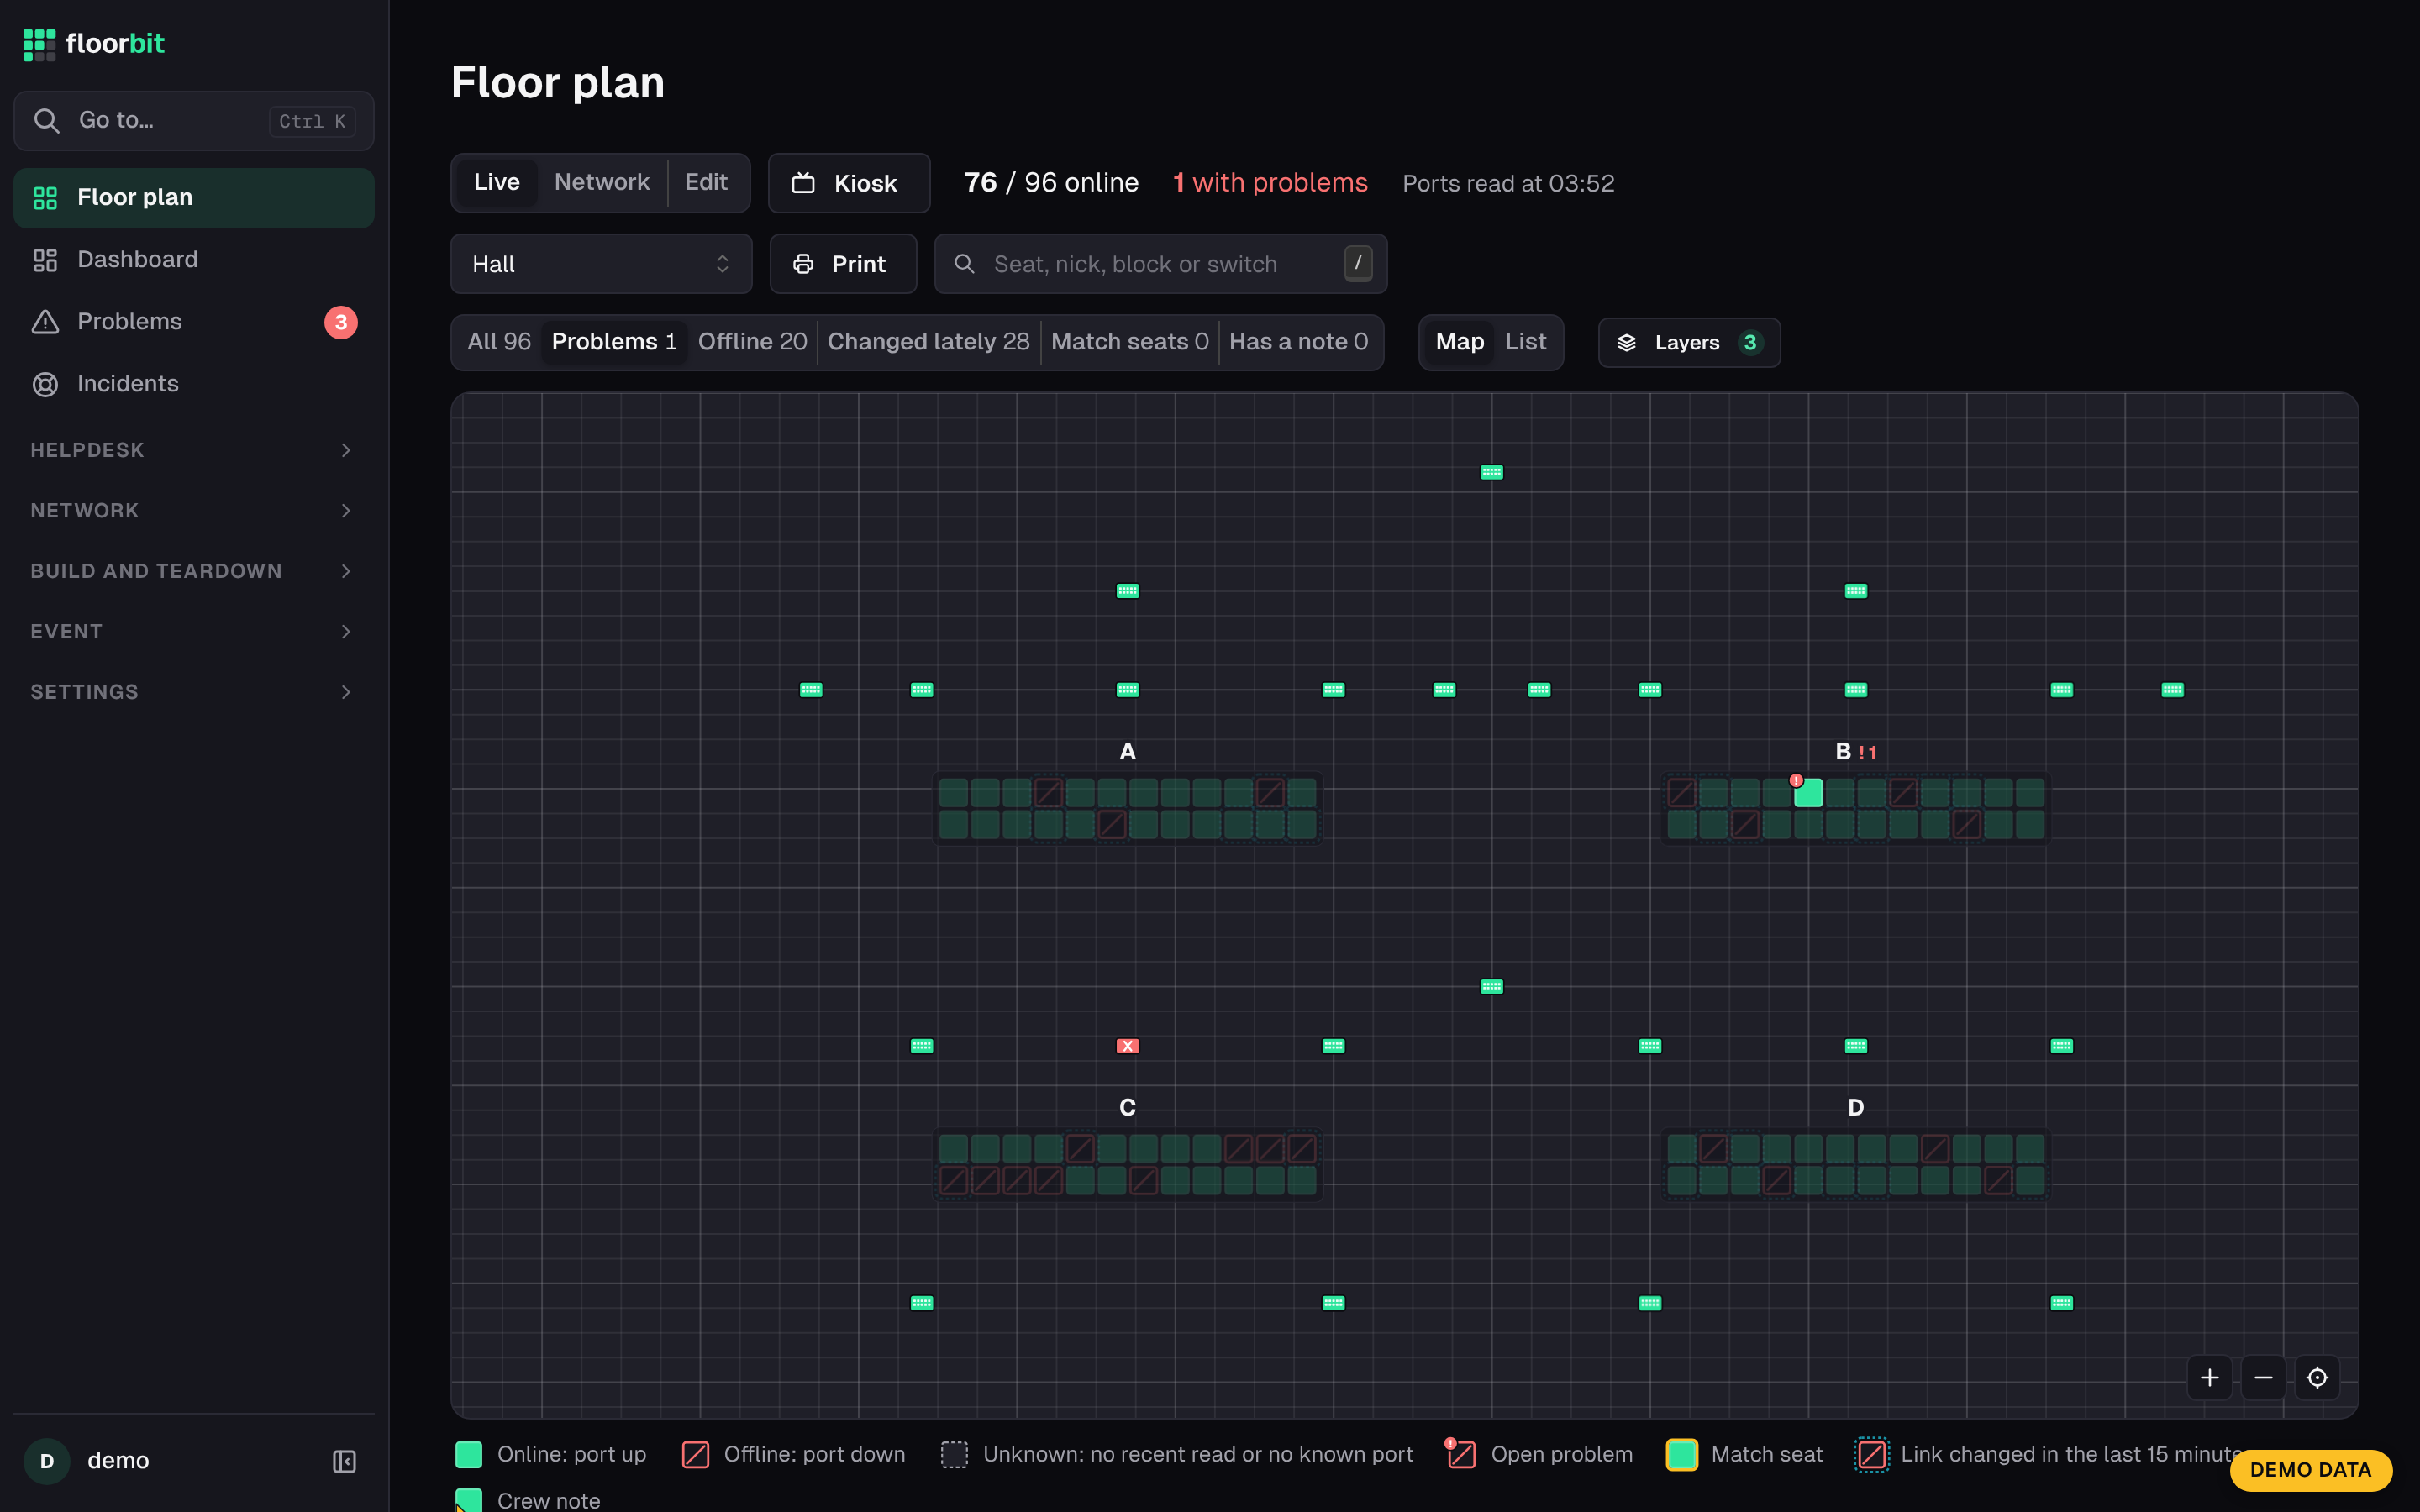 floorbit
Go to...
Ctrl K
Floor plan
Dashboard
Problems
3
Incidents
HELPDESK
NETWORK
BUILD AND TEARDOWN
EVENT
SETTINGS
D demo
Floor plan
Live Network Edit
Kiosk
76 / 96 online
1 with problems
Ports read at 03:52
Hall
Print
Seat, nick, block or switch
/
All 96 Problems 1 Offline 20 Changed lately 28 Match seats 0 Has a note 0
Map List
Layers 3
A
B !1
!
X
C
D
Online: port up
Offline: port down
Unknown: no recent read or no known port
! Open problem
Match seat
Link changed in the last 15 minute
Crew note
DEMO DATA